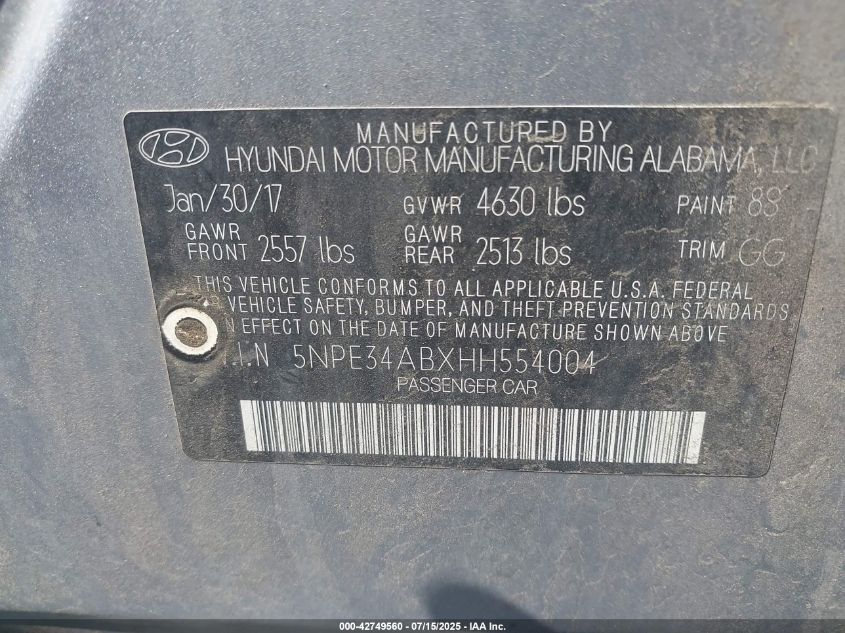 MANUFACTURED BY
HYUNDAI MOTOR MANUFACTURING ALABAMA, LLC
Jan/30/17 GVWR 4630 lbs PAINT 88
GAWR FRONT 2557 lbs GAWR REAR 2513 lbs TRIM GG
THIS VEHICLE CONFORMS TO ALL APPLICABLE U.S.A. FEDERAL
VEHICLE SAFETY, BUMPER, AND THEFT PREVENTION STANDARDS
IN EFFECT ON THE DATE OF MANUFACTURE SHOWN ABOVE
.I.N 5NPE34ABXHH554004
PASSENGER CAR
000-42749560 - 07/15/2025 - IAA Inc.